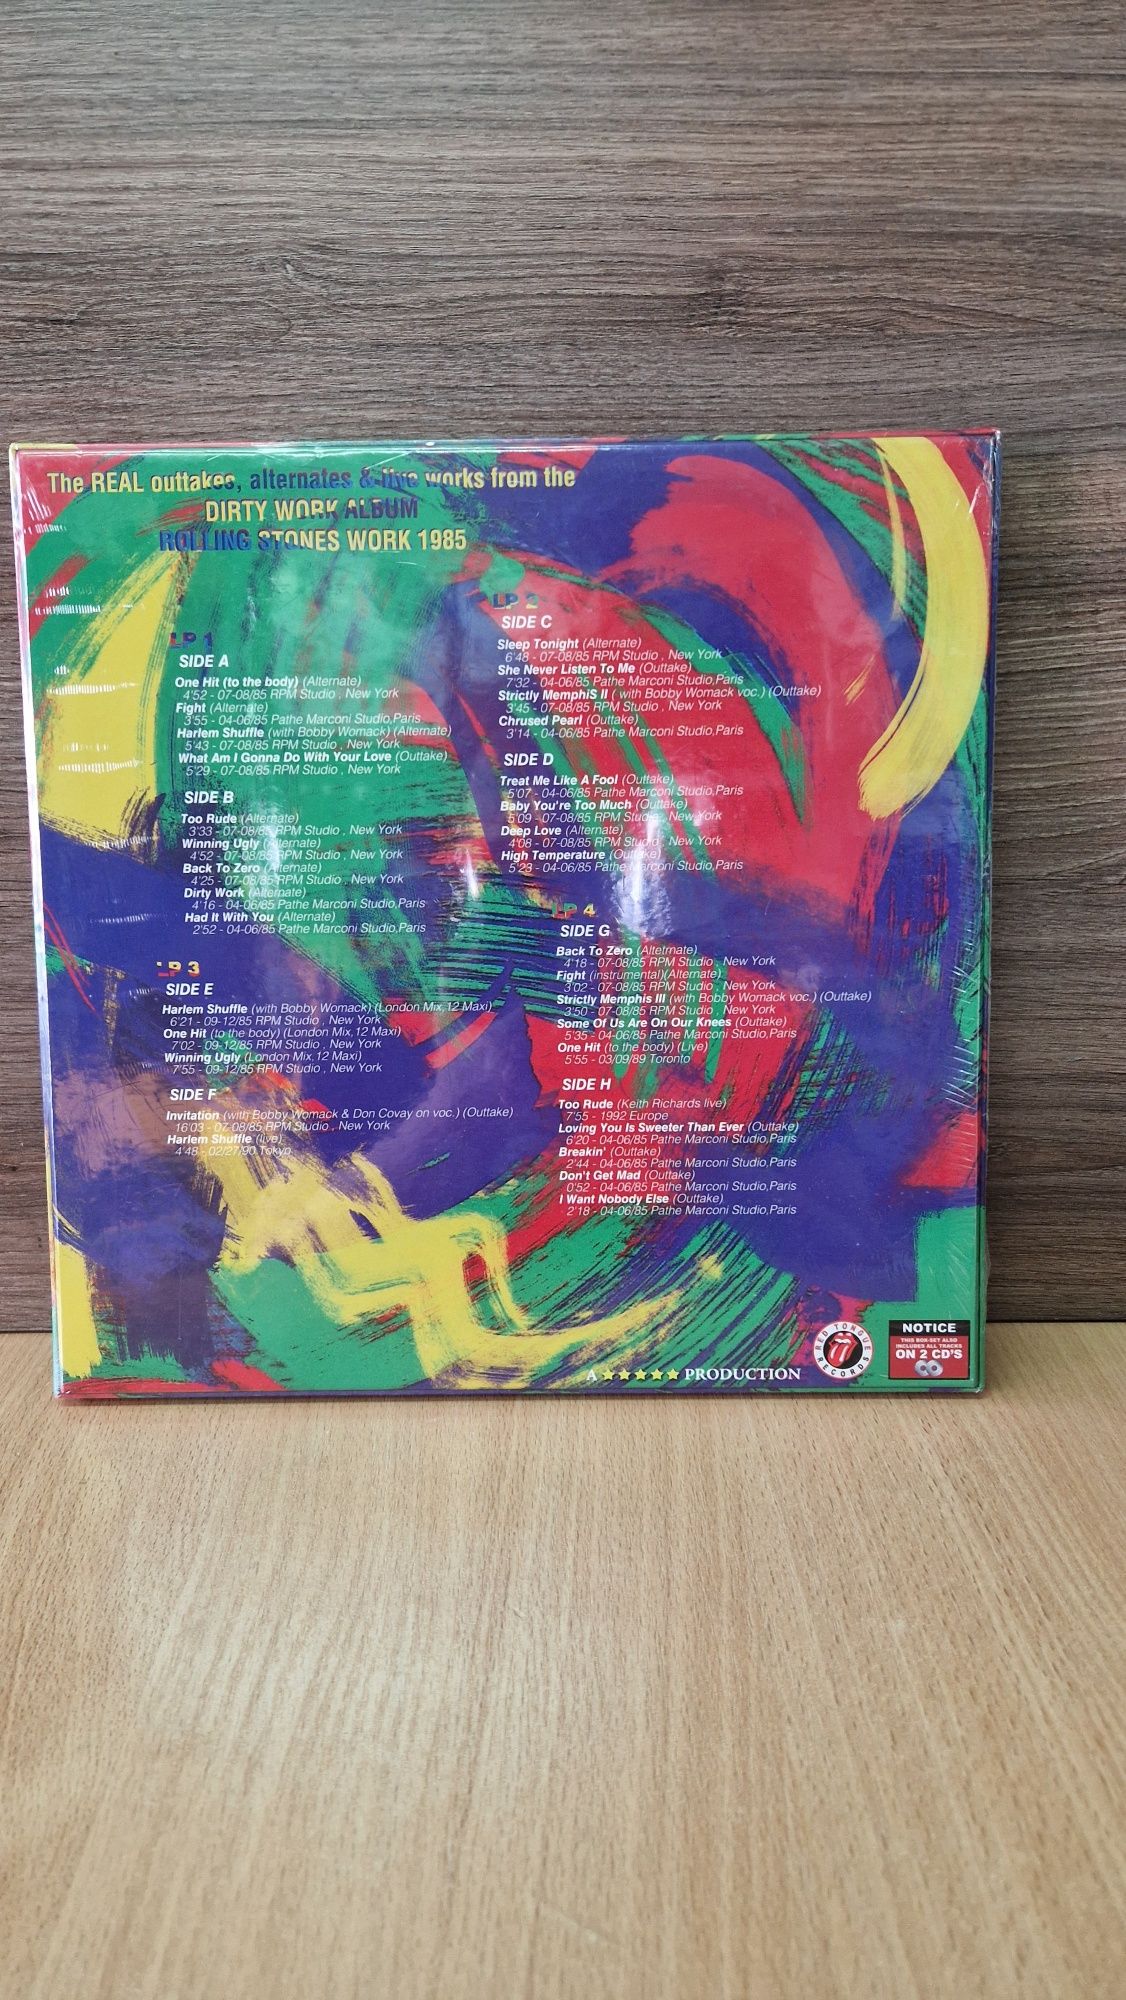 The REAL outtakes, alternates & live works from the
DIRTY WORK ALBUM
ROLLING STONES WORK 1985
LP 1
SIDE A
One Hit (to the body) (Alternate)
4'52 - 07-08/85 RPM Studio , New York
Fight (Alternate)
3'55 - 04-06/85 Pathe Marconi Studio,Paris
Harlem Shuffle (with Bobby Womack) (Alternate)
5'43 - 07-08/85 RPM Studio , New York
What Am I Gonna Do With Your Love (Outtake)
5'29 - 07-08/85 RPM Studio , New York
SIDE B
Too Rude (Alternate)
3'33 - 07-08/85 RPM Studio , New York
Winning Ugly (Alternate)
4'52 - 07-08/85 RPM Studio , New York
Back To Zero (Alternate)
4'25 - 07-08/85 RPM Studio , New York
Dirty Work (Alternate)
4'16 - 04-06/85 Pathe Marconi Studio,Paris
Had It With You (Alternate)
2'52 - 04-06/85 Pathe Marconi Studio,Paris
LP 2
SIDE C
Sleep Tonight (Alternate)
6'48 - 07-08/85 RPM Studio , New York
She Never Listen To Me (Outtake)
7'32 - 04-06/85 Pathe Marconi Studio,Paris
Strictly MemphiS II ( with Bobby Womack voc.) (Outtake)
3'45 - 07-08/85 RPM Studio , New York
Chrused Pearl (Outtake)
3'14 - 04-06/85 Pathe Marconi Studio,Paris
SIDE D
Treat Me Like A Fool (Outtake)
5'07 - 04-06/85 Pathe Marconi Studio,Paris
Baby You're Too Much (Outtake)
5'09 - 07-08/85 RPM Studio , New York
Deep Love (Alternate)
4'08 - 07-08/85 RPM Studio , New York
High Temperature (Outtake)
5'23 - 04-06/85 Pathe Marconi Studio,Paris
LP 3
SIDE E
Harlem Shuffle (with Bobby Womack) (London Mix,12 Maxi)
6'21 - 09-12/85 RPM Studio , New York
One Hit (to the body) (London Mix,12 Maxi)
7'02 - 09-12/85 RPM Studio , New York
Winning Ugly (London Mix.12 Maxi)
7'55 - 09-12/85 RPM Studio , New York
SIDE F
Invitation (with Bobby Womack & Don Covay on voc.) (Outtake)
16'03 - 07-08/85 RPM Studio , New York
Harlem Shuffle (live)
4'48 - 02/27/90 Tokyo
LP 4
SIDE G
Back To Zero (Altetrnate)
4'18 - 07-08/85 RPM Studio , New York
Fight (instrumental)(Alternate)
3'02 - 07-08/85 RPM Studio , New York
Strictly Memphis III (with Bobby Womack voc.) (Outtake)
3'50 - 07-08/85 RPM Studio , New York
Some Of Us Are On Our Knees (Outtake)
5'35 - 04-06/85 Pathe Marconi Studio,Paris
One Hit (to the body) (Live)
5'55 - 03/09/89 Toronto
SIDE H
Too Rude (Keith Richards live)
7'55 - 1992 Europe
Loving You Is Sweeter Than Ever (Outtake)
6'20 - 04-06/85 Pathe Marconi Studio,Paris
Breakin' (Outtake)
2'44 - 04-06/85 Pathe Marconi Studio,Paris
Don't Get Mad (Outtake)
0'52 - 04-06/85 Pathe Marconi Studio,Paris
I Want Nobody Else (Outtake)
2'18 - 04-06/85 Pathe Marconi Studio,Paris
A ★★★★★ PRODUCTION
RED TONGUE RECORDS
NOTICE
THIS BOX-SET ALSO
INCLUDES ALL TRACKS
ON 2 CD'S